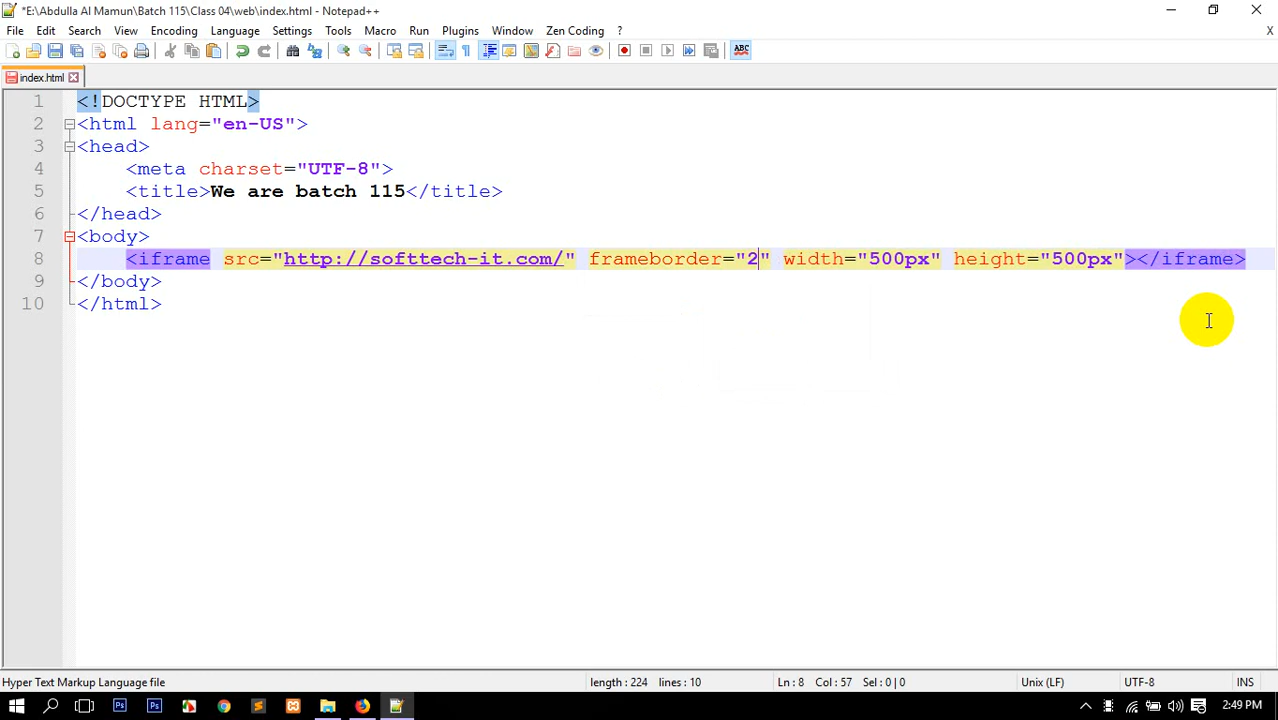 *E:\Abdulla Al Mamun\Batch 115\Class 04\web\index.html - Notepad++
File Edit Search View Encoding Language Settings Tools Macro Run Plugins Window Zen Coding ? X
ABC
index.html
1 <!DOCTYPE HTML>
2 <html lang="en-US">
3 <head>
4 <meta charset="UTF-8">
5 <title>We are batch 115</title>
6 </head>
7 <body>
8 <iframe src="http://softtech-it.com/" frameborder="2" width="500px" height="500px"></iframe>
9 </body>
10 </html>
Hyper Text Markup Language file length : 224 lines : 10 Ln : 8 Col : 57 Sel : 0 | 0 Unix (LF) UTF-8 INS
2:49 PM